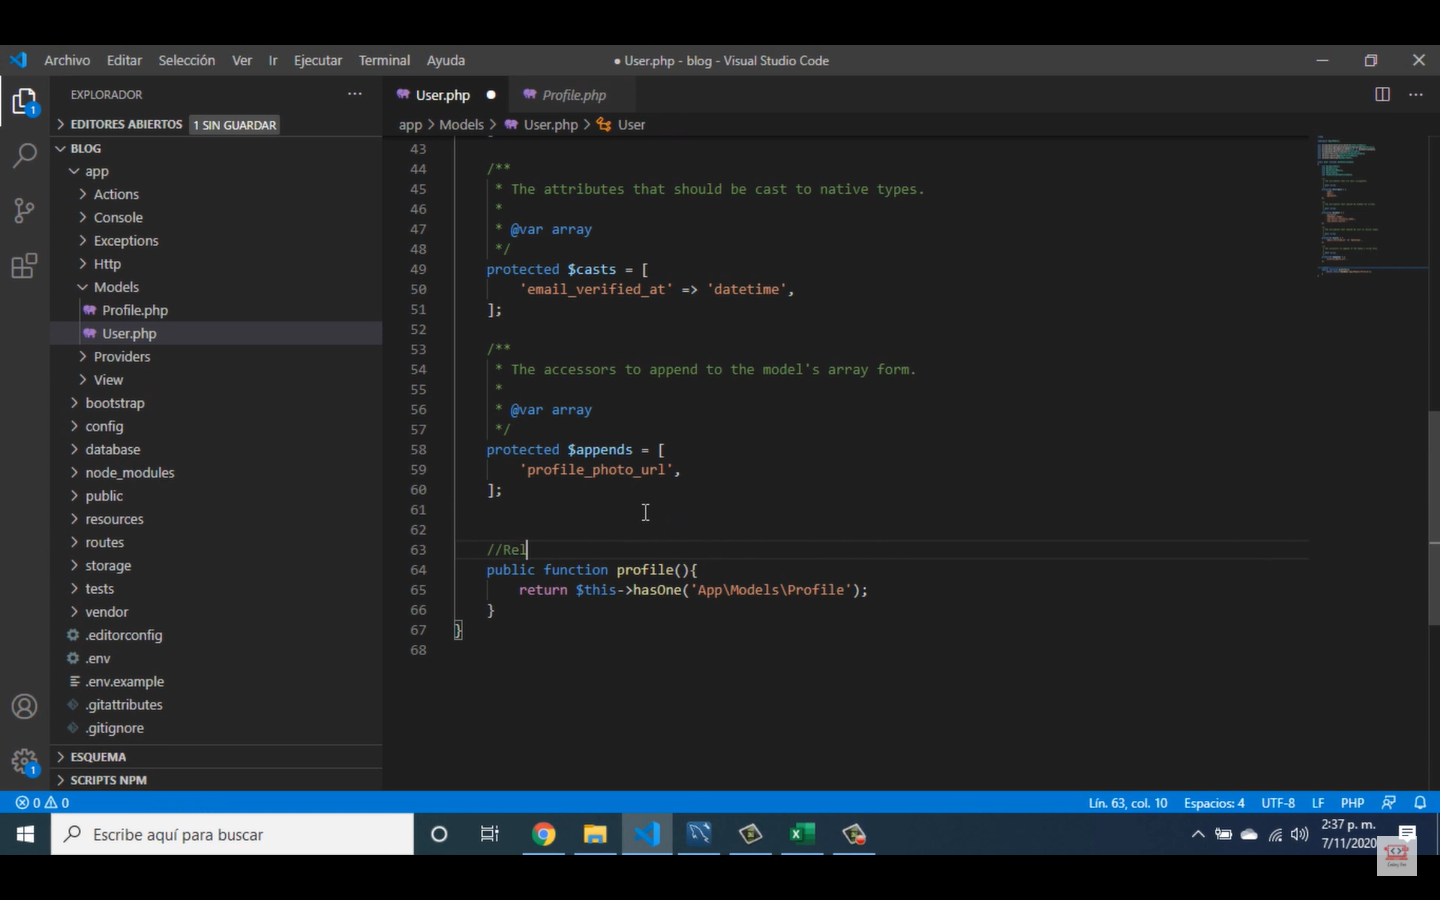 Archivo Editar Selección Ver Ir Ejecutar Terminal Ayuda
● User.php - blog - Visual Studio Code
EXPLORADOR
EDITORES ABIERTOS 1 SIN GUARDAR
BLOG
app
Actions
Console
Exceptions
Http
Models
Profile.php
User.php
Providers
View
bootstrap
config
database
node_modules
public
resources
routes
storage
tests
vendor
.editorconfig
.env
.env.example
.gitattributes
.gitignore
ESQUEMA
SCRIPTS NPM
1
1
User.php Profile.php
app > Models > User.php > User
43
44 /**
45 * The attributes that should be cast to native types.
46 *
47 * @var array
48 */
49 protected $casts = [
50 'email_verified_at' => 'datetime',
51 ];
52
53 /**
54 * The accessors to append to the model's array form.
55 *
56 * @var array
57 */
58 protected $appends = [
59 'profile_photo_url',
60 ];
61
62
63 //Rel
64 public function profile(){
65 return $this->hasOne('App\Models\Profile');
66 }
67 }
68
0 0 Lín. 63, col. 10 Espacios: 4 UTF-8 LF PHP
Escribe aquí para buscar
2:37 p. m.
7/11/2020